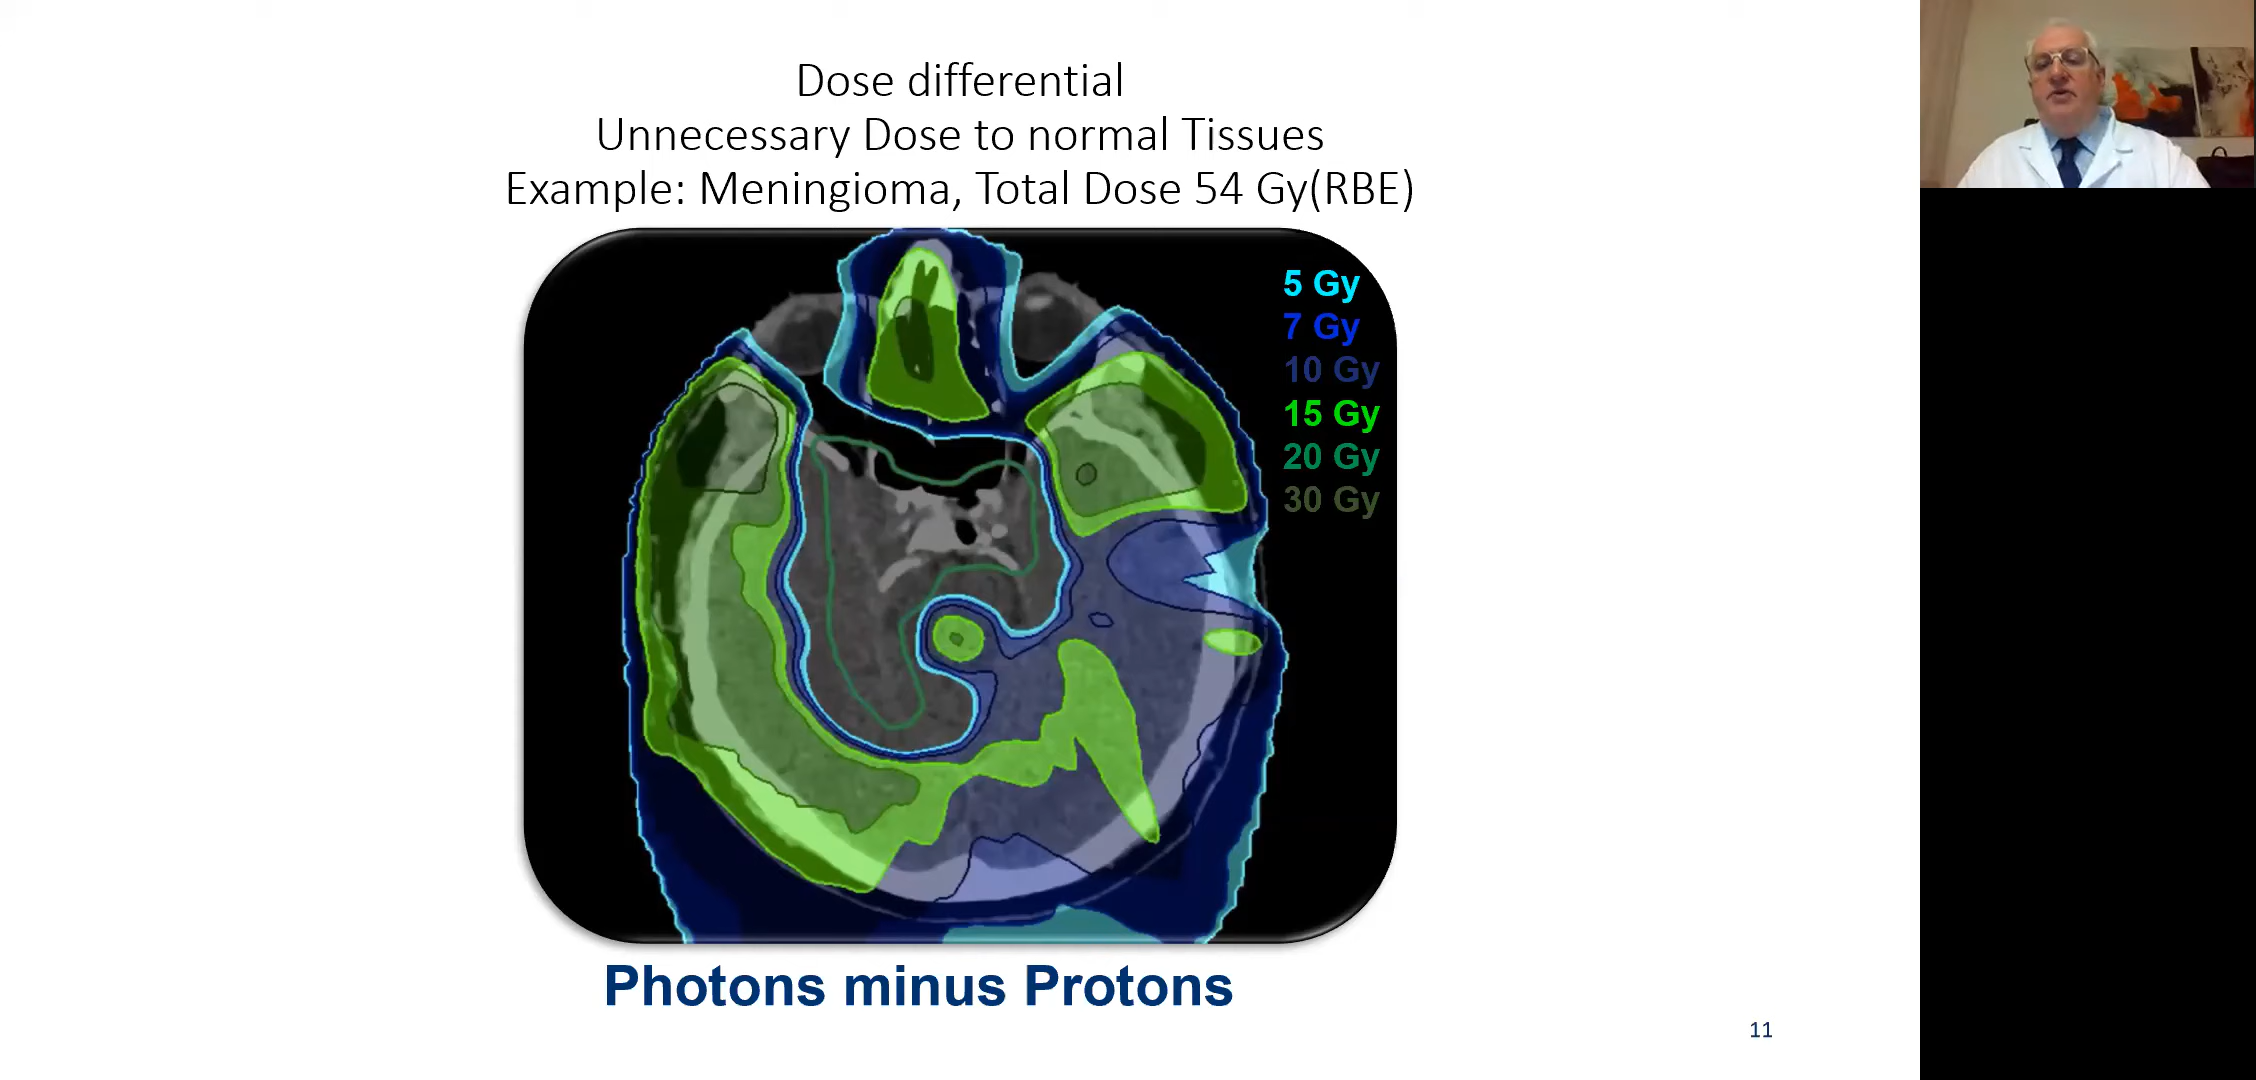 Dose differential
Unnecessary Dose to normal Tissues
Example: Meningioma, Total Dose 54 Gy(RBE)
5 Gy
7 Gy
10 Gy
15 Gy
20 Gy
30 Gy
Photons minus Protons
11